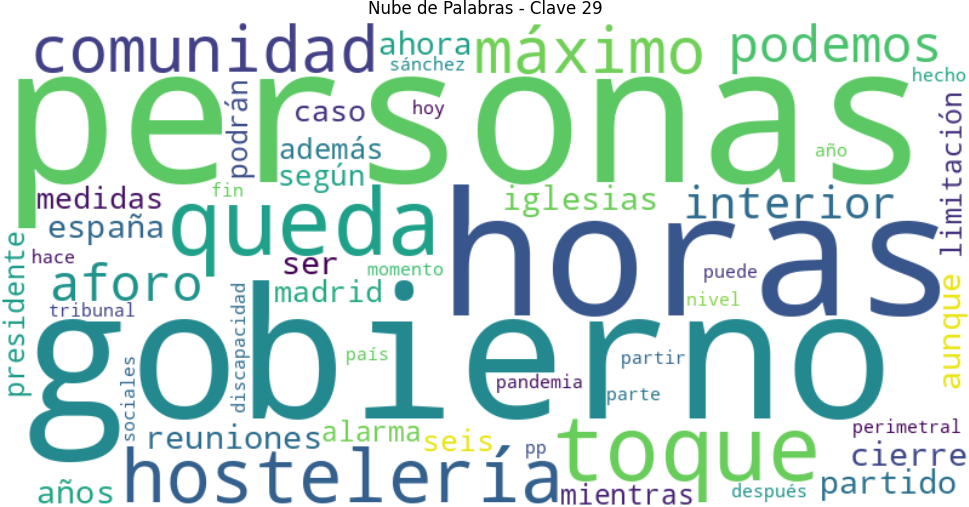 Nube de Palabras - Clave 29
comunidad
ahora
sánchez
máximo
podemos
hecho
personas
podrán
caso
hoy
además
según
año
limitación
medidas
fin
españa
queda
iglesias
interior
horas
presidente
hace
ser
momento
aforo
madrid
puede
nivel
tribunal
gobierno
discapacidad
país
partir
aunque
sociales
pandemia
parte
reuniones
alarma
seis
pp
toque
perimetral
cierre
hostelería
años
mientras
después
partido